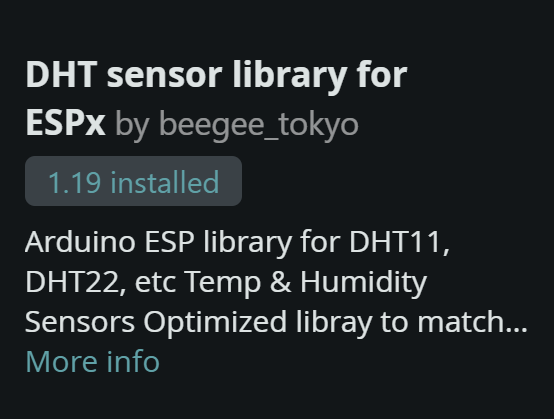 DHT sensor library for
ESPx by beegee_tokyo
1.19 installed
Arduino ESP library for DHT11,
DHT22, etc Temp & Humidity
Sensors Optimized libray to match...
More info